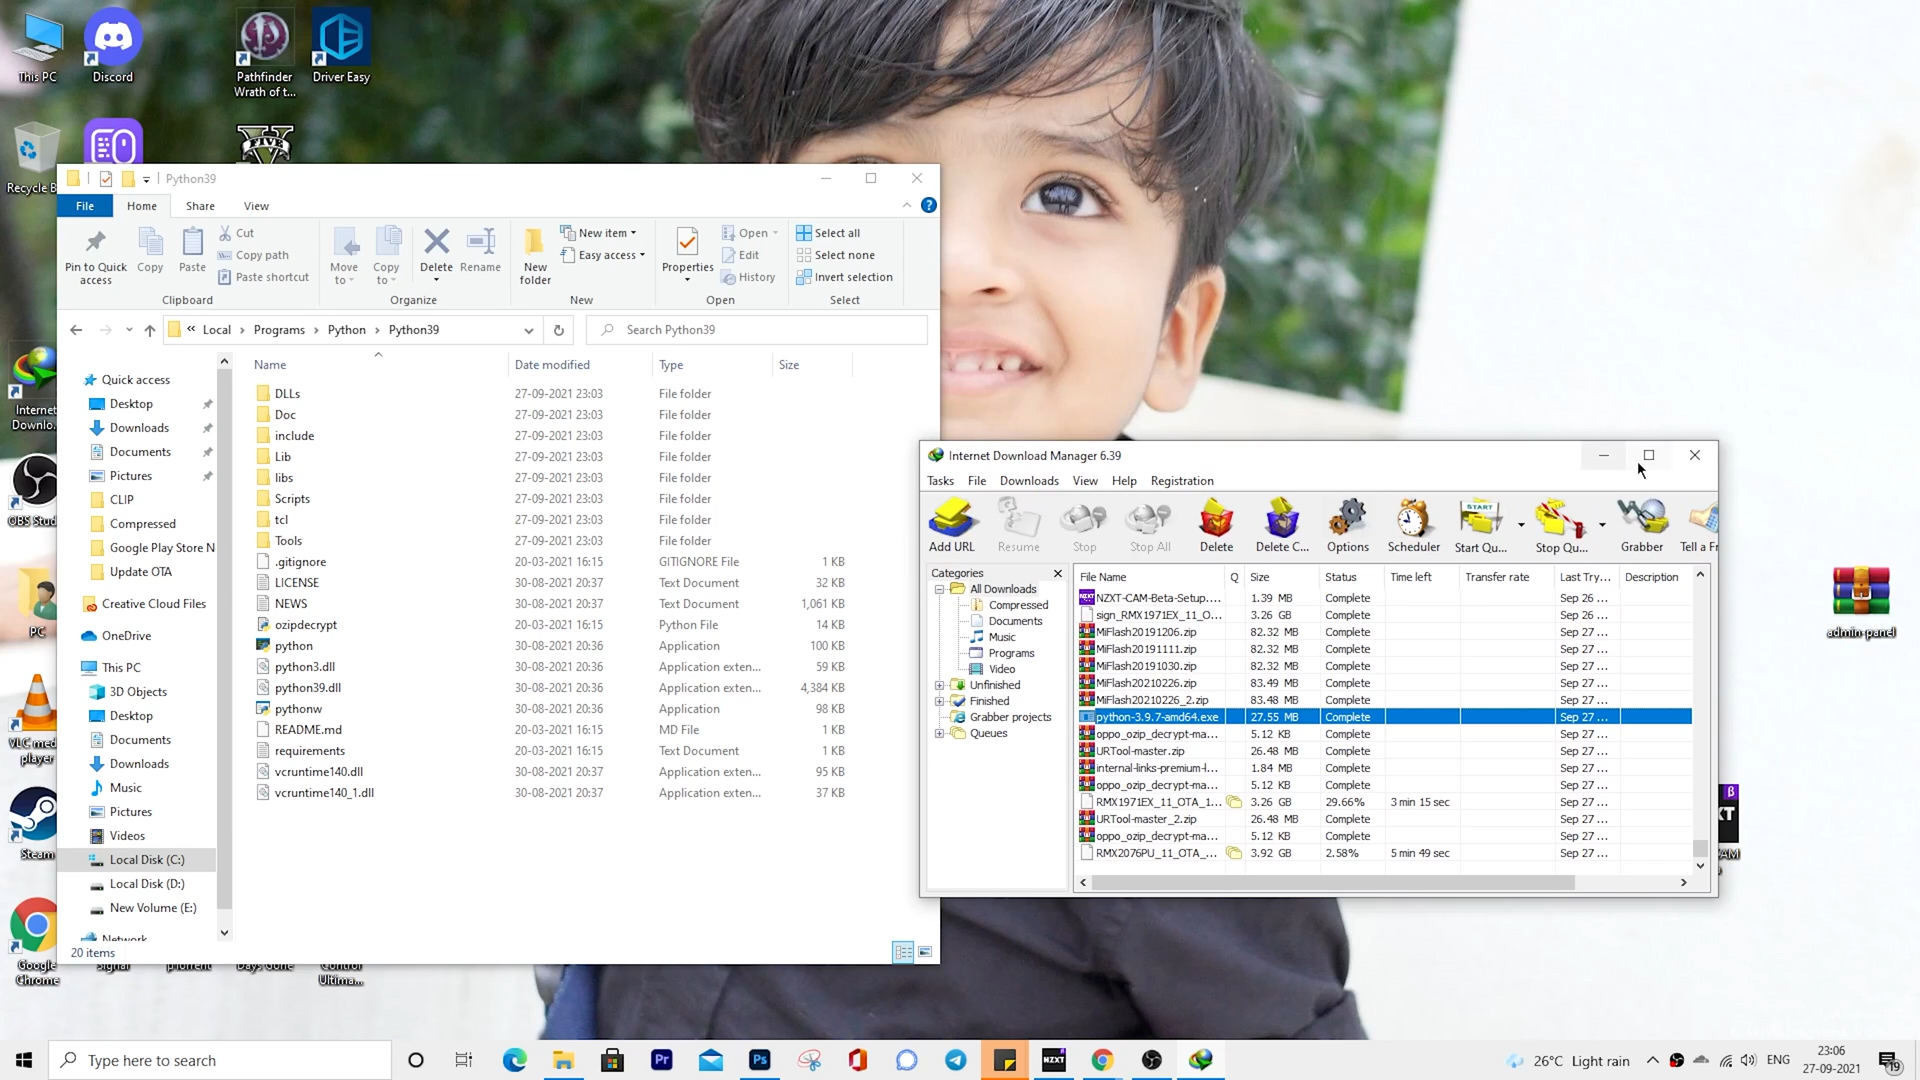 This PC
Discord
Pathfinder
Wrath of t...
Driver Easy
FIVE
Recycle B
Python39
File
Home
Share
View
Pin to Quick
access
Copy
Paste
Cut
Copy path
Paste shortcut
Move
to
Copy
to
Delete
Rename
New
folder
New item
Easy access
Properties
Open
Edit
History
Select all
Select none
Invert selection
Clipboard
Organize
New
Open
Select
« Local > Programs > Python > Python39
Search Python39
Name
Date modified
Type
Size
DLLs 27-09-2021 23:03 File folder
Doc 27-09-2021 23:03 File folder
include 27-09-2021 23:03 File folder
Lib 27-09-2021 23:03 File folder
libs 27-09-2021 23:03 File folder
Scripts 27-09-2021 23:03 File folder
tcl 27-09-2021 23:03 File folder
Tools 27-09-2021 23:03 File folder
.gitignore 20-03-2021 16:15 GITIGNORE File 1 KB
LICENSE 30-08-2021 20:37 Text Document 32 KB
NEWS 30-08-2021 20:37 Text Document 1,061 KB
ozipdecrypt 20-03-2021 16:15 Python File 14 KB
python 30-08-2021 20:36 Application 100 KB
python3.dll 30-08-2021 20:36 Application exten... 59 KB
python39.dll 30-08-2021 20:36 Application exten... 4,384 KB
pythonw 30-08-2021 20:36 Application 98 KB
README.md 20-03-2021 16:15 MD File 1 KB
requirements 20-03-2021 16:15 Text Document 1 KB
vcruntime140.dll 30-08-2021 20:37 Application exten... 95 KB
vcruntime140_1.dll 30-08-2021 20:37 Application exten... 37 KB
Quick access
Desktop
Downloads
Documents
Pictures
CLIP
Compressed
Google Play Store N
Update OTA
Creative Cloud Files
OneDrive
This PC
3D Objects
Desktop
Documents
Downloads
Music
Pictures
Videos
Local Disk (C:)
Local Disk (D:)
New Volume (E:)
Network
20 items
Internet
Downlo...
OBS Stud
PC
VLC med
player
Steam
Google
Chrome
Signal
µTorrent
Days Gone
Control
Ultima...
Internet Download Manager 6.39
Tasks
File
Downloads
View
Help
Registration
Add URL
Resume
Stop
Stop All
Delete
Delete C...
Options
Scheduler
START
Start Qu...
Stop Qu...
Grabber
Tell a Fr
Categories
All Downloads
Compressed
Documents
Music
Programs
Video
Unfinished
Finished
Grabber projects
Queues
File Name Q Size Status Time left Transfer rate Last Try... Description
NZXT-CAM-Beta-Setup.... 1.39 MB Complete Sep 26 ...
sign_RMX1971EX_11_O... 3.26 GB Complete Sep 26 ...
MiFlash20191206.zip 82.32 MB Complete Sep 27 ...
MiFlash20191111.zip 82.32 MB Complete Sep 27 ...
MiFlash20191030.zip 82.32 MB Complete Sep 27 ...
MiFlash20210226.zip 83.49 MB Complete Sep 27 ...
MiFlash20210226_2.zip 83.48 MB Complete Sep 27 ...
python-3.9.7-amd64.exe 27.55 MB Complete Sep 27 ...
oppo_ozip_decrypt-ma... 5.12 KB Complete Sep 27 ...
URTool-master.zip 26.48 MB Complete Sep 27 ...
internal-links-premium-l... 1.84 MB Complete Sep 27 ...
oppo_ozip_decrypt-ma... 5.12 KB Complete Sep 27 ...
RMX1971EX_11_OTA_1... 3.26 GB 29.66% 3 min 15 sec Sep 27 ...
URTool-master_2.zip 26.48 MB Complete Sep 27 ...
oppo_ozip_decrypt-ma... 5.12 KB Complete Sep 27 ...
RMX2076PU_11_OTA_... 3.92 GB 2.58% 5 min 49 sec Sep 27 ...
admin-panel
β
XT
AM
Type here to search
Pr
Ps
NZXT
26°C Light rain
ENG
23:06
27-09-2021
19